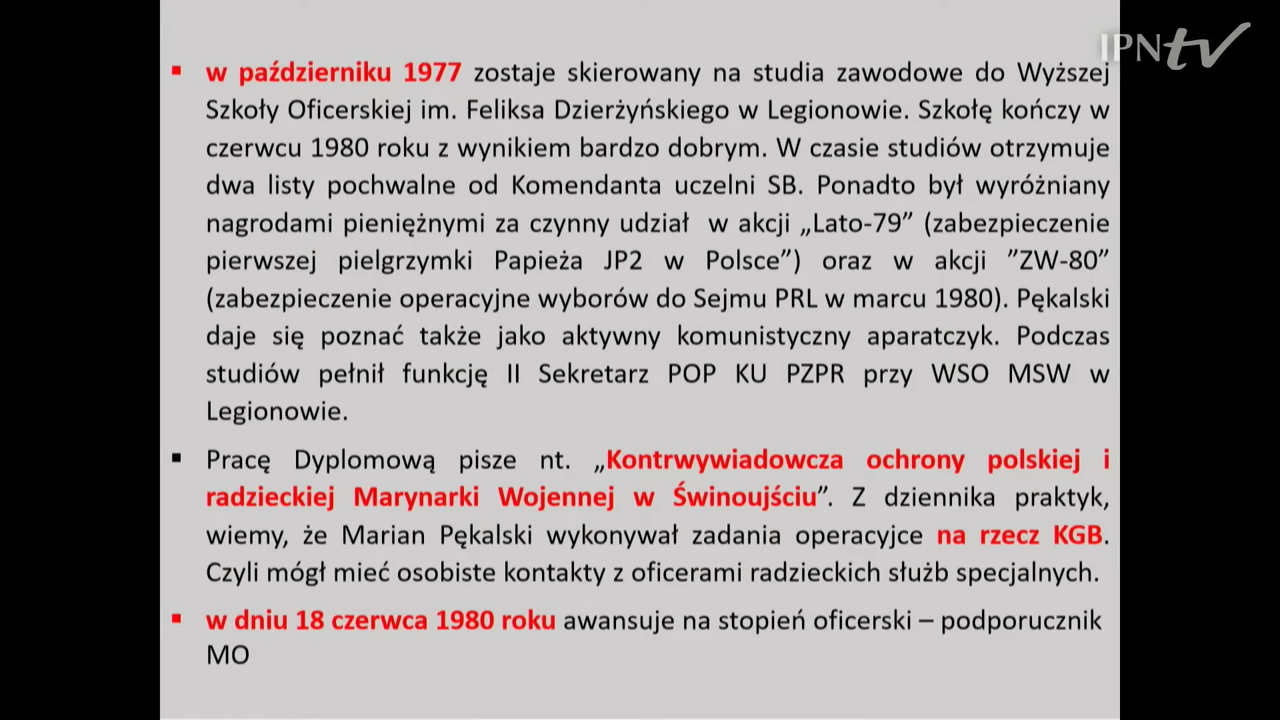 IPNtv
▪ w październiku 1977 zostaje skierowany na studia zawodowe do Wyższej
Szkoły Oficerskiej im. Feliksa Dzierżyńskiego w Legionowie. Szkołę kończy w
czerwcu 1980 roku z wynikiem bardzo dobrym. W czasie studiów otrzymuje
dwa listy pochwalne od Komendanta uczelni SB. Ponadto był wyróżniany
nagrodami pieniężnymi za czynny udział w akcji „Lato-79” (zabezpieczenie
pierwszej pielgrzymki Papieża JP2 w Polsce”) oraz w akcji ”ZW-80”
(zabezpieczenie operacyjne wyborów do Sejmu PRL w marcu 1980). Pękalski
daje się poznać także jako aktywny komunistyczny aparatczyk. Podczas
studiów pełnił funkcję II Sekretarz POP KU PZPR przy WSO MSW w
Legionowie.
▪ Pracę Dyplomową pisze nt. „Kontrwywiadowcza ochrony polskiej i
radzieckiej Marynarki Wojennej w Świnoujściu”. Z dziennika praktyk,
wiemy, że Marian Pękalski wykonywał zadania operacyjce na rzecz KGB.
Czyli mógł mieć osobiste kontakty z oficerami radzieckich służb specjalnych.
▪ w dniu 18 czerwca 1980 roku awansuje na stopień oficerski – podporucznik
MO